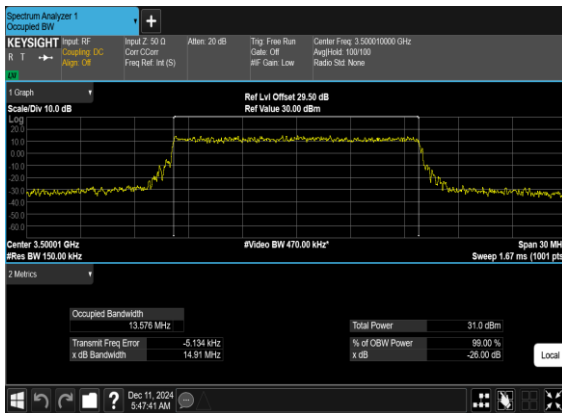 Spectrum Analyzer 1
Occupied BW
+
KEYSIGHT Input: RF Input Z: 50 Ω Atten: 20 dB Trig: Free Run Center Freq: 3.500010000 GHz
R T Coupling: DC Corr CCorr Gate: Off Avg|Hold: 100/100
Align: Off Freq Ref: Int (S) #IF Gain: Low Radio Std: None
1 Graph
Ref Lvl Offset 29.50 dB
Scale/Div 10.0 dB Ref Value 30.00 dBm
Log
20.0
10.0
0.00
-10.0
-20.0
-30.0
-40.0
-50.0
-60.0
Center 3.50001 GHz #Video BW 470.00 kHz* Span 30 MH
#Res BW 150.00 kHz Sweep 1.67 ms (1001 pts
2 Metrics
Occupied Bandwidth
13.576 MHz Total Power 31.0 dBm
Transmit Freq Error -5.134 kHz % of OBW Power 99.00 %
x dB Bandwidth 14.91 MHz x dB -26.00 dB
Local
? Dec 11, 2024
5:47:41 AM